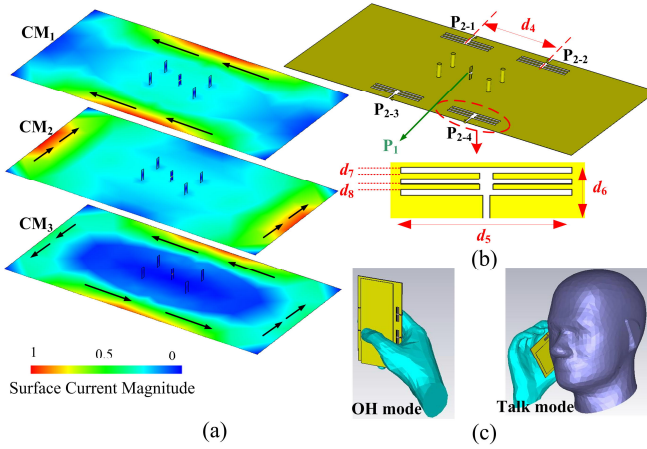 CM1
CM2
CM3
1
0.5
0
Surface Current Magnitude
(a)
P2-1
d4
P2-2
P2-3
P2-4
P1
d7
d8
d6
d5
(b)
OH mode
Talk mode
(c)